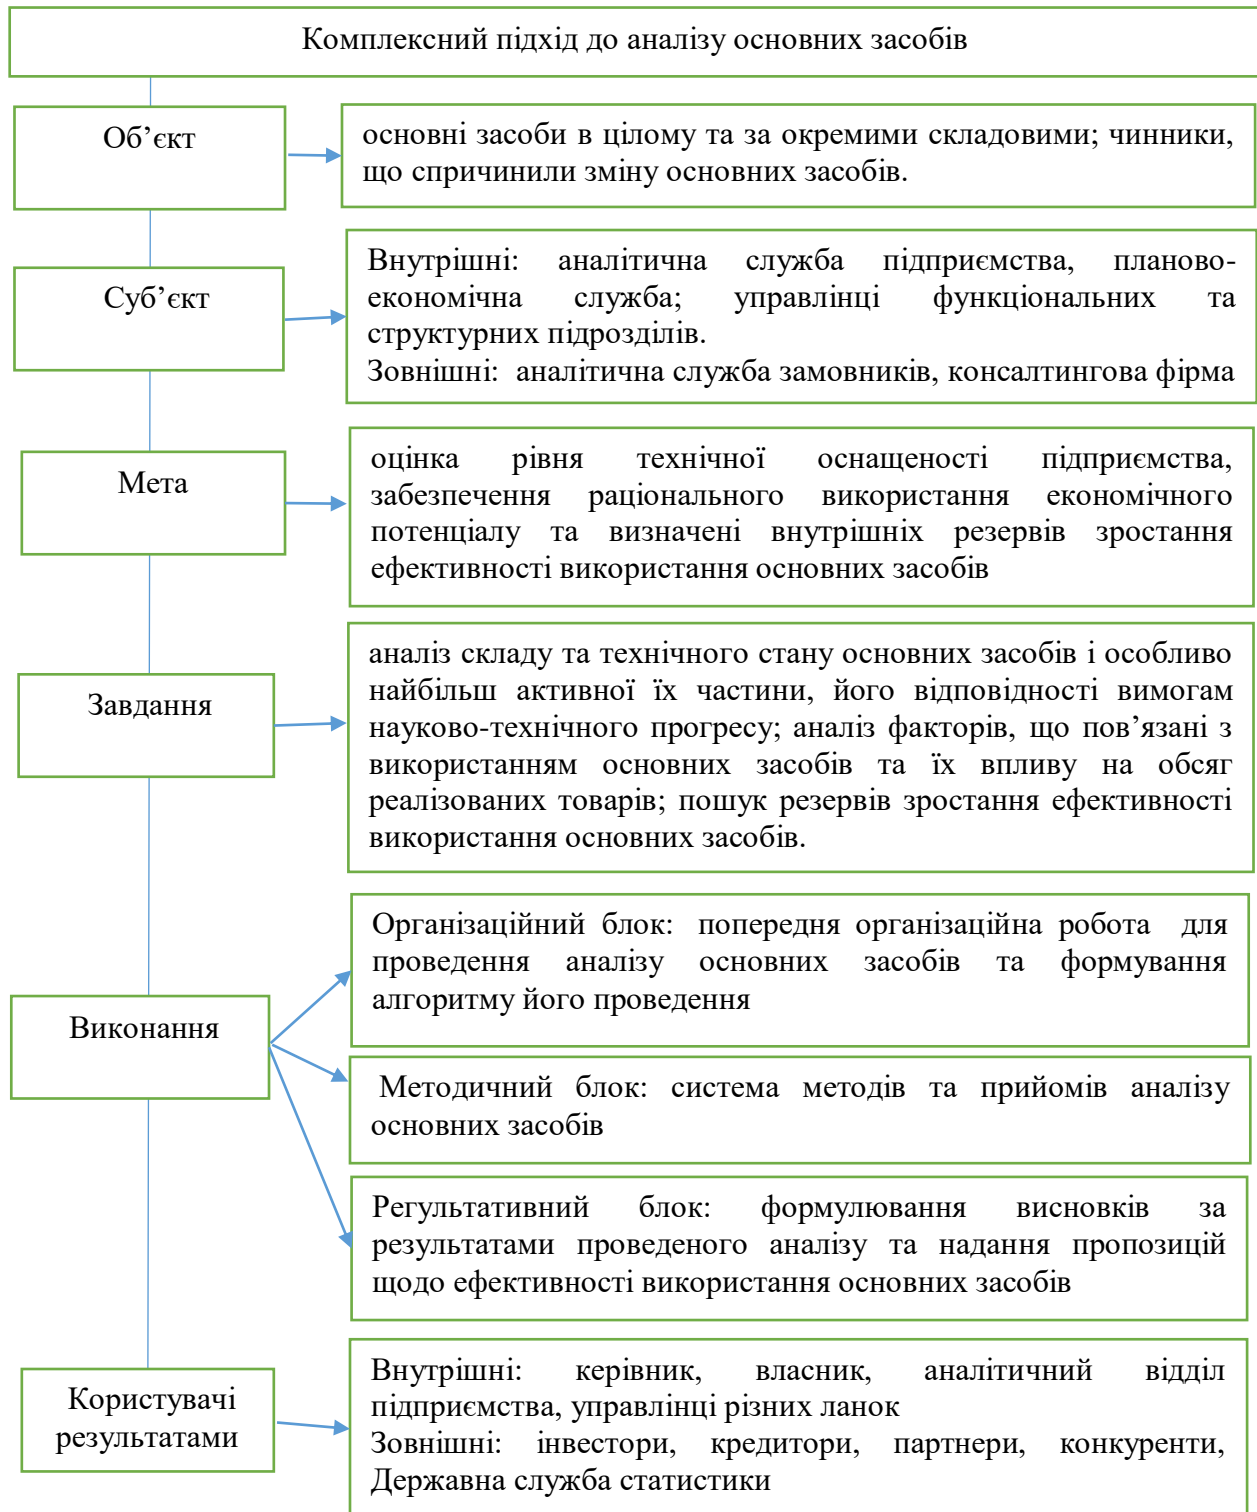 Комплексний підхід до аналізу основних засобів
Об’єкт
основні засоби в цілому та за окремими складовими; чинники,
що спричинили зміну основних засобів.
Суб’єкт
Внутрішні: аналітична служба підприємства, планово-
економічна служба; управлінці функціональних та
структурних підрозділів.
Зовнішні: аналітична служба замовників, консалтингова фірма
Мета
оцінка рівня технічної оснащеності підприємства,
забезпечення раціонального використання економічного
потенціалу та визначені внутрішніх резервів зростання
ефективності використання основних засобів
Завдання
аналіз складу та технічного стану основних засобів і особливо
найбільш активної їх частини, його відповідності вимогам
науково-технічного прогресу; аналіз факторів, що пов’язані з
використанням основних засобів та їх впливу на обсяг
реалізованих товарів; пошук резервів зростання ефективності
використання основних засобів.
Виконання
Організаційний блок: попередня організаційна робота для
проведення аналізу основних засобів та формування
алгоритму його проведення
Методичний блок: система методів та прийомів аналізу
основних засобів
Регультативний блок: формулювання висновків за
результатами проведеного аналізу та надання пропозицій
щодо ефективності використання основних засобів
Користувачі
результатами
Внутрішні: керівник, власник, аналітичний відділ
підприємства, управлінці різних ланок
Зовнішні: інвестори, кредитори, партнери, конкуренти,
Державна служба статистики